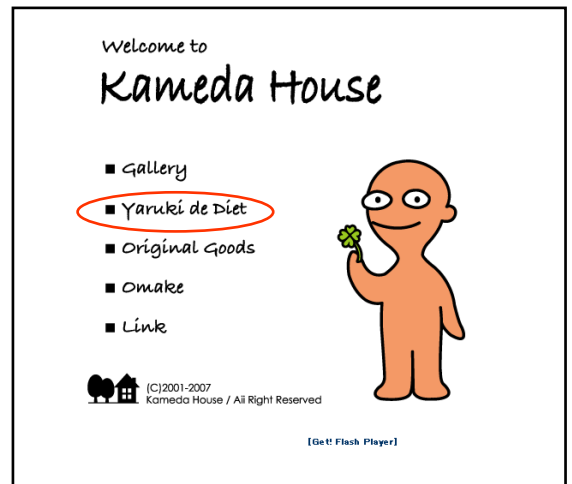 Welcome to
Kameda House
Gallery
Yaruki de Diet
Original Goods
Omake
Link
(C)2001-2007
Kameda House / All Right Reserved
[Get! Flash Player]